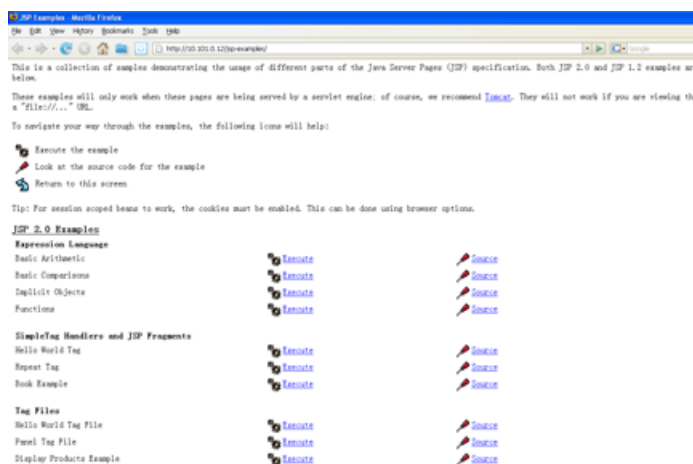 JSP Examples - Mozilla Firefox
File Edit View History Bookmarks Tools Help
http://10.101.0.12/jsp-examples/
Google
This is a collection of samples demonstrating the usage of different parts of the Java Server Pages (JSP) specification. Both JSP 2.0 and JSP 1.2 examples ar
below.
These examples will only work when these pages are being served by a servlet engine; of course, we recommend Tomcat. They will not work if you are viewing th
a "file://..." URL.
To navigate your way through the examples, the following icons will help:
Execute the example
Look at the source code for the example
Return to this screen
Tip: For session scoped beans to work, the cookies must be enabled. This can be done using browser options.
JSP 2.0 Examples
Expression Language
Basic Arithmetic Execute Source
Basic Comparisons Execute Source
Implicit Objects Execute Source
Functions Execute Source
SimpleTag Handlers and JSP Fragments
Hello World Tag Execute Source
Repeat Tag Execute Source
Book Example Execute Source
Tag Files
Hello World Tag File Execute Source
Panel Tag File Execute Source
Display Products Example Execute Source